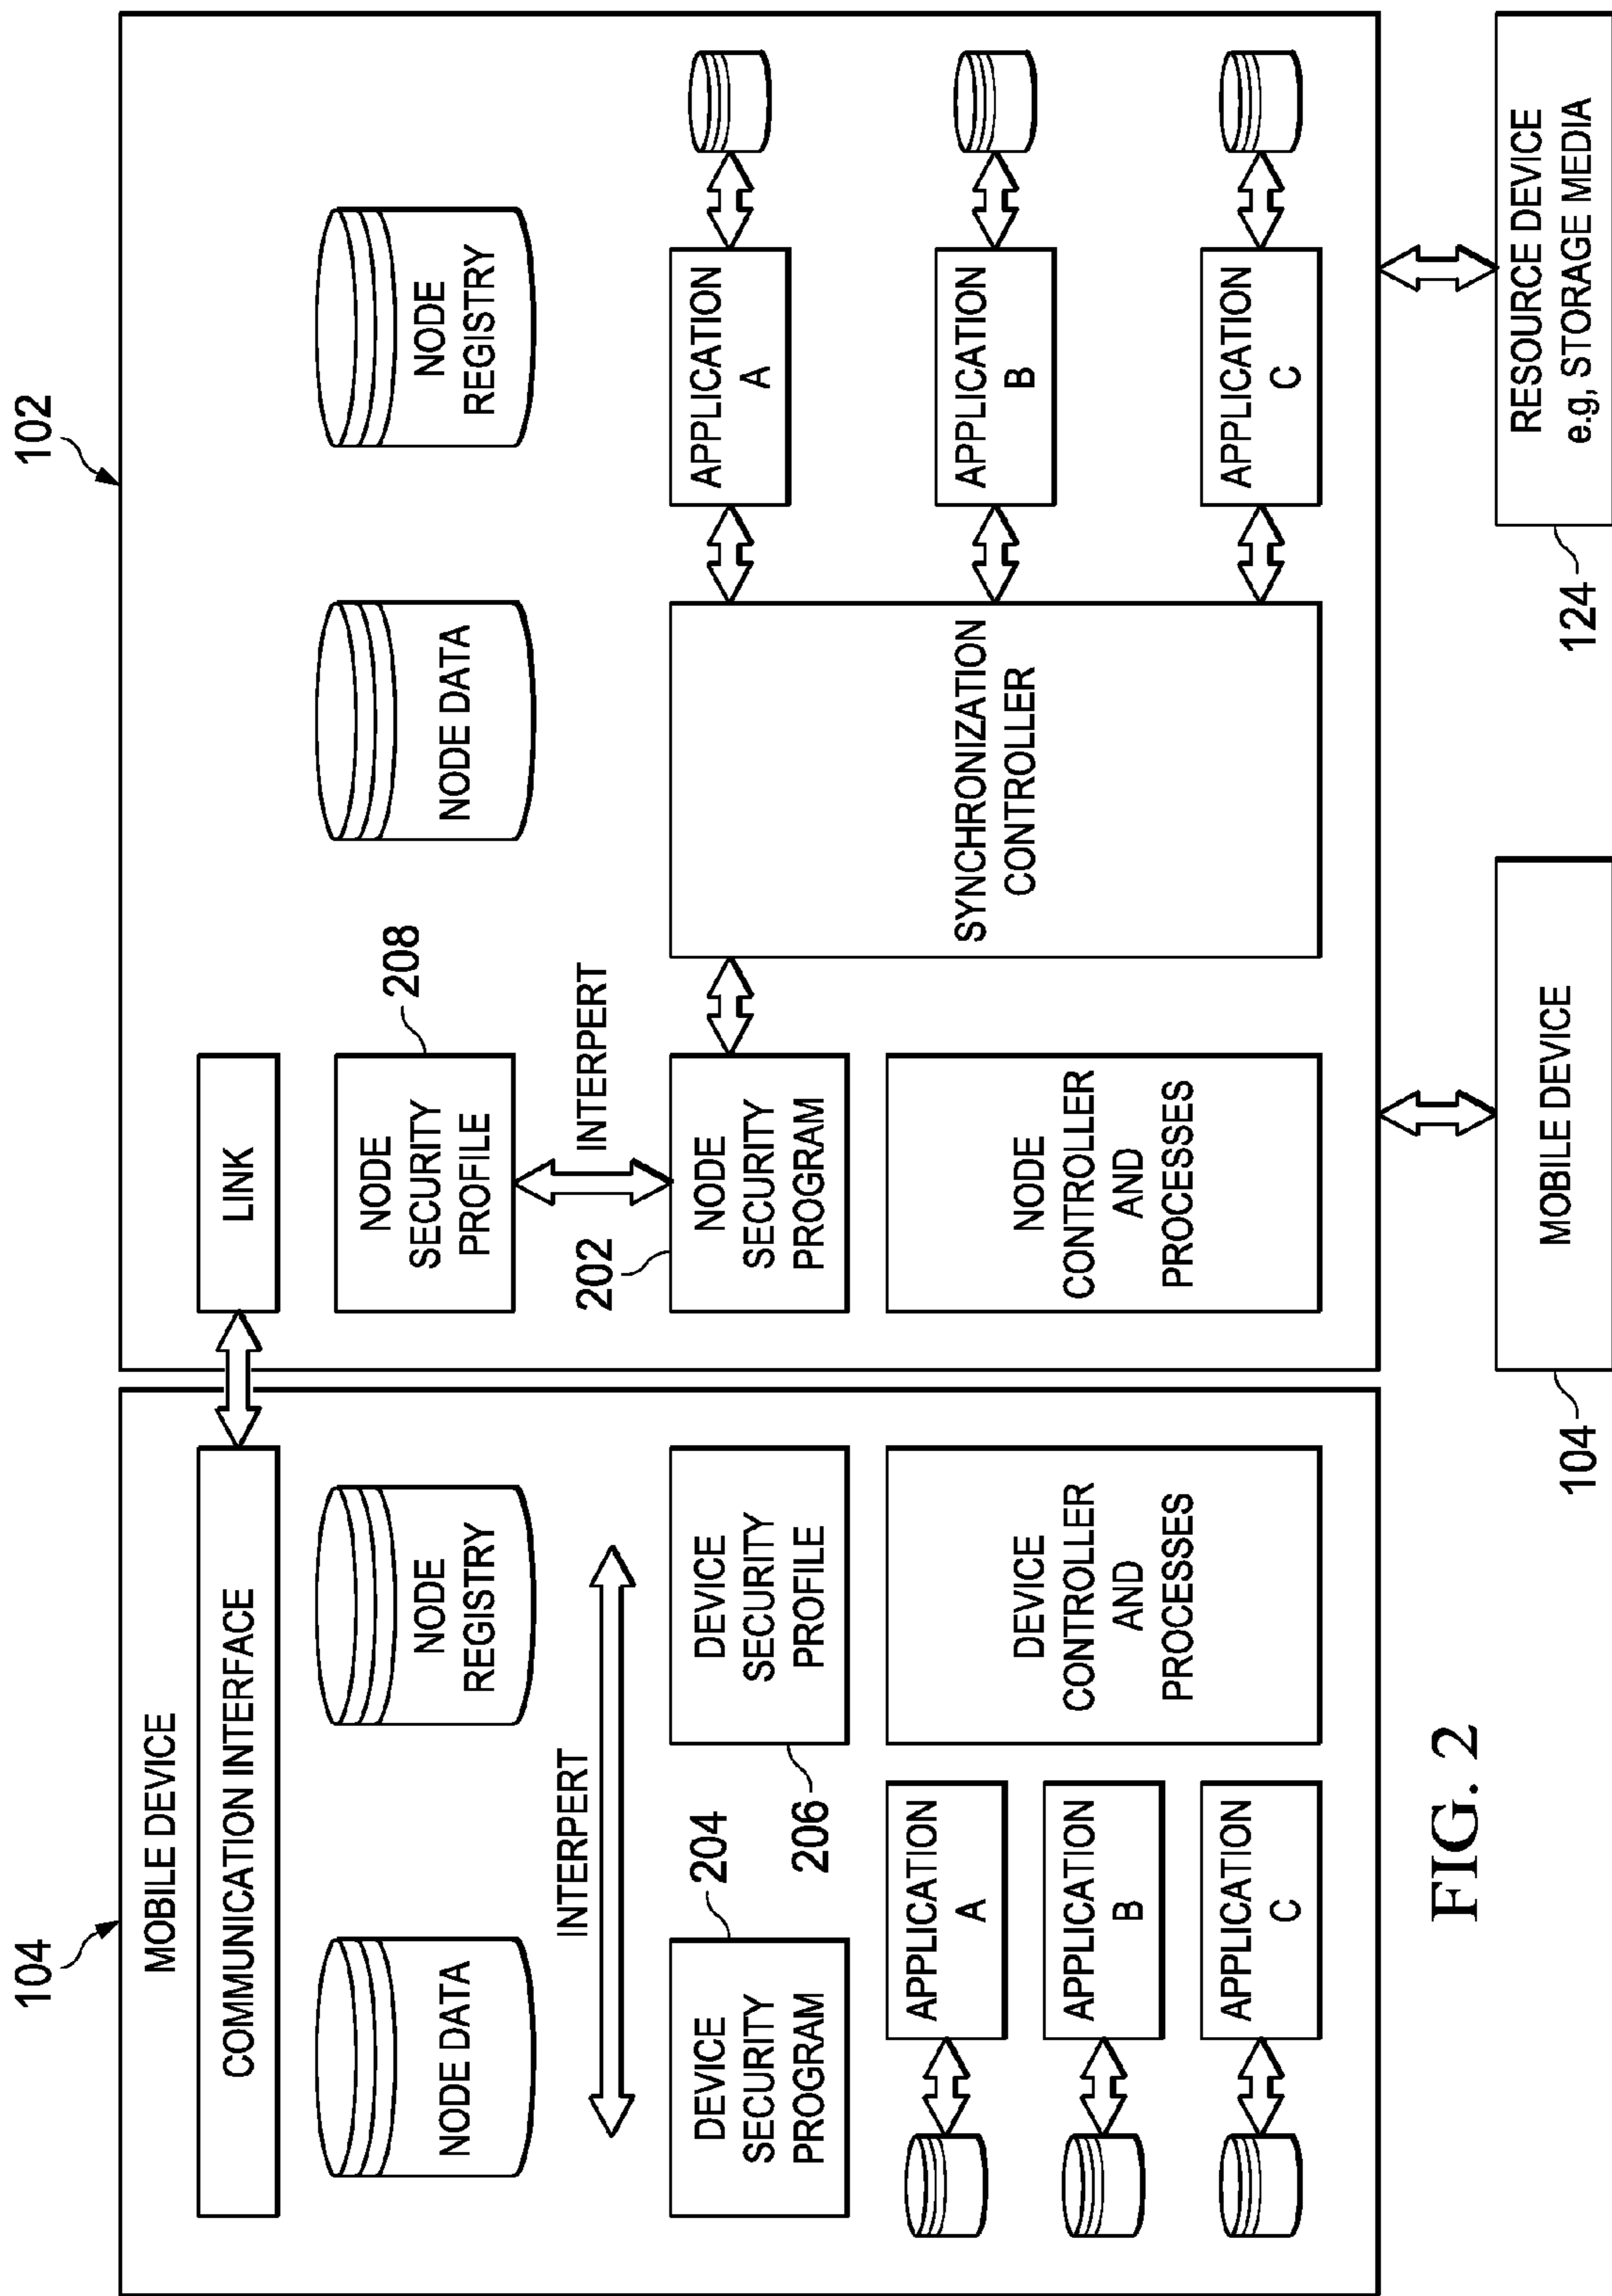 104
MOBILE DEVICE
COMMUNICATION INTERFACE
NODE DATA
NODE
REGISTRY
INTERPERT
DEVICE
SECURITY
PROGRAM
204
DEVICE
SECURITY
PROFILE
206
APPLICATION
A
APPLICATION
B
APPLICATION
C
DEVICE
CONTROLLER
AND
PROCESSES
102
LINK
NODE
SECURITY
PROFILE
208
INTERPERT
202
NODE
SECURITY
PROGRAM
NODE
CONTROLLER
AND
PROCESSES
NODE DATA
NODE
REGISTRY
SYNCHRONIZATION
CONTROLLER
APPLICATION
A
APPLICATION
B
APPLICATION
C
104
MOBILE DEVICE
124
RESOURCE DEVICE
e.g, STORAGE MEDIA
FIG. 2